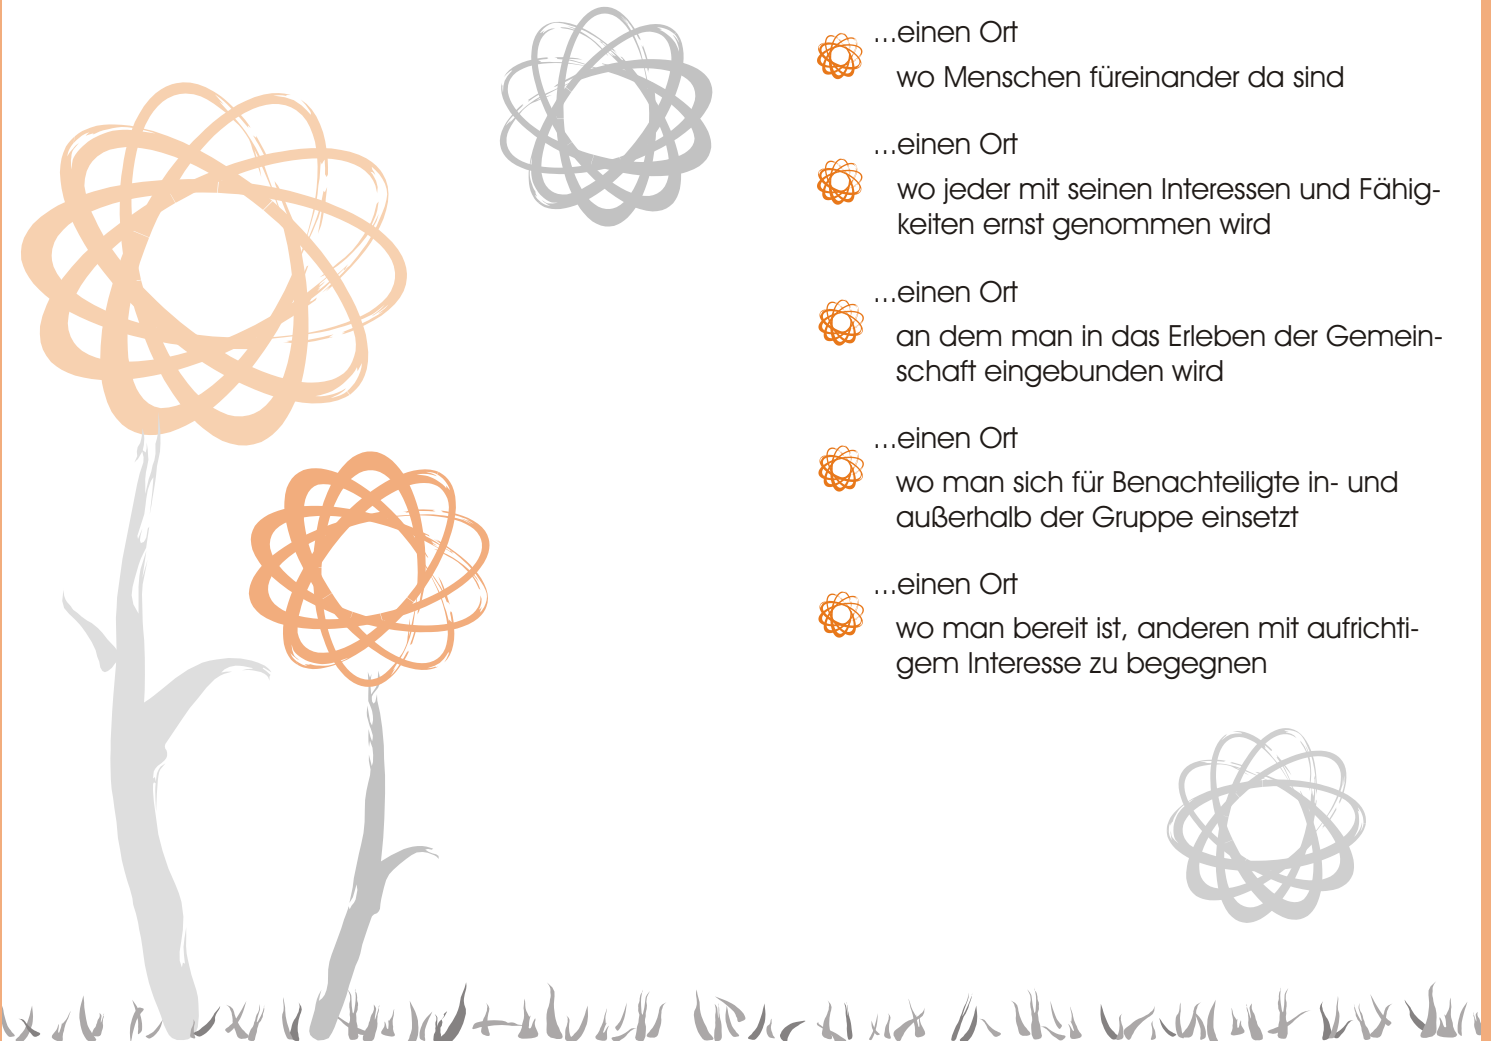 ...einen Ort
wo Menschen füreinander da sind
...einen Ort
wo jeder mit seinen Interessen und Fähig-
keiten ernst genommen wird
...einen Ort
an dem man in das Erleben der Gemein-
schaft eingebunden wird
...einen Ort
wo man sich für Benachteiligte in- und
außerhalb der Gruppe einsetzt
...einen Ort
wo man bereit ist, anderen mit aufrichti-
gem Interesse zu begegnen